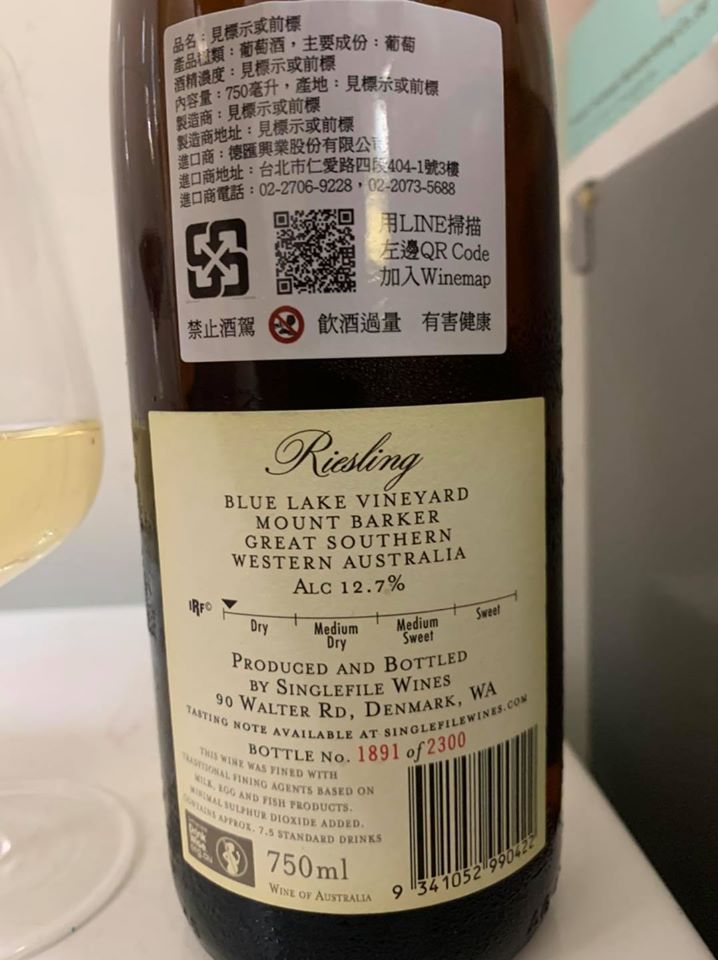 品名：見標示或前標
產品種類：葡萄酒，主要成份：葡萄
酒精濃度：見標示或前標
內容量：750毫升，產地：見標示或前標
製造商：見標示或前標
製造商地址：見標示或前標
進口商：德匯興業股份有限公司
進口商地址：台北市仁愛路四段404-1號3樓
進口商電話：02-2706-9228，02-2073-5688
用LINE掃描
左邊QR Code
加入Winemap
禁止酒駕 飲酒過量 有害健康
Riesling
BLUE LAKE VINEYARD
MOUNT BARKER
GREAT SOUTHERN
WESTERN AUSTRALIA
ALC 12.7%
IRF©
Dry Medium Dry Medium Sweet Sweet
PRODUCED AND BOTTLED
BY SINGLEFILE WINES
90 WALTER RD, DENMARK, WA
TASTING NOTE AVAILABLE AT SINGLEFILEWINES.COM
BOTTLE NO. 1891 of 2300
THIS WINE WAS FINED WITH
TRADITIONAL FINING AGENTS BASED ON
MILK, EGG AND FISH PRODUCTS.
MINIMAL SULPHUR DIOXIDE ADDED.
CONTAINS APPROX. 7.5 STANDARD DRINKS
750ml
WINE OF AUSTRALIA
9 341052 990422